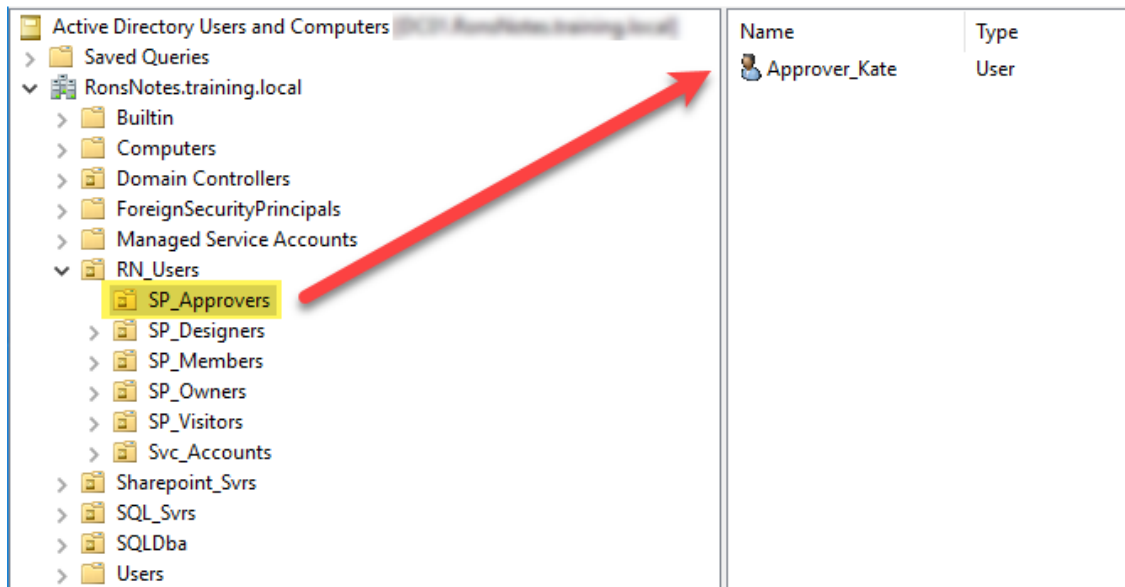 Active Directory Users and Computers
Saved Queries
RonsNotes.training.local
Builtin
Computers
Domain Controllers
ForeignSecurityPrincipals
Managed Service Accounts
RN_Users
SP_Approvers
SP_Designers
SP_Members
SP_Owners
SP_Visitors
Svc_Accounts
Sharepoint_Svrs
SQL_Svrs
SQLDba
Users
Name Type
Approver_Kate User